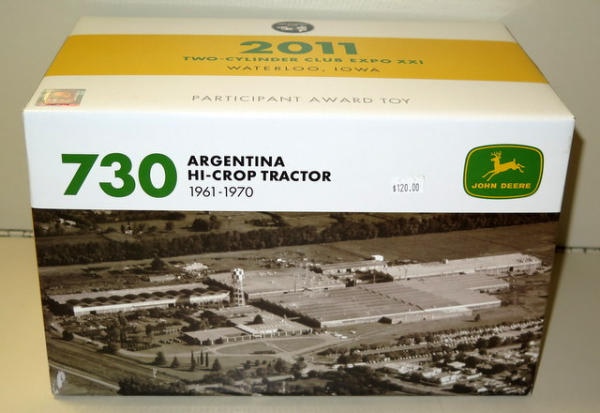 2011
TWO-CYLINDER CLUB EXPO XXI
WATERLOO, IOWA
PARTICIPANT AWARD TOY
730
ARGENTINA
HI-CROP TRACTOR
1961-1970
$120.00
JOHN DEERE